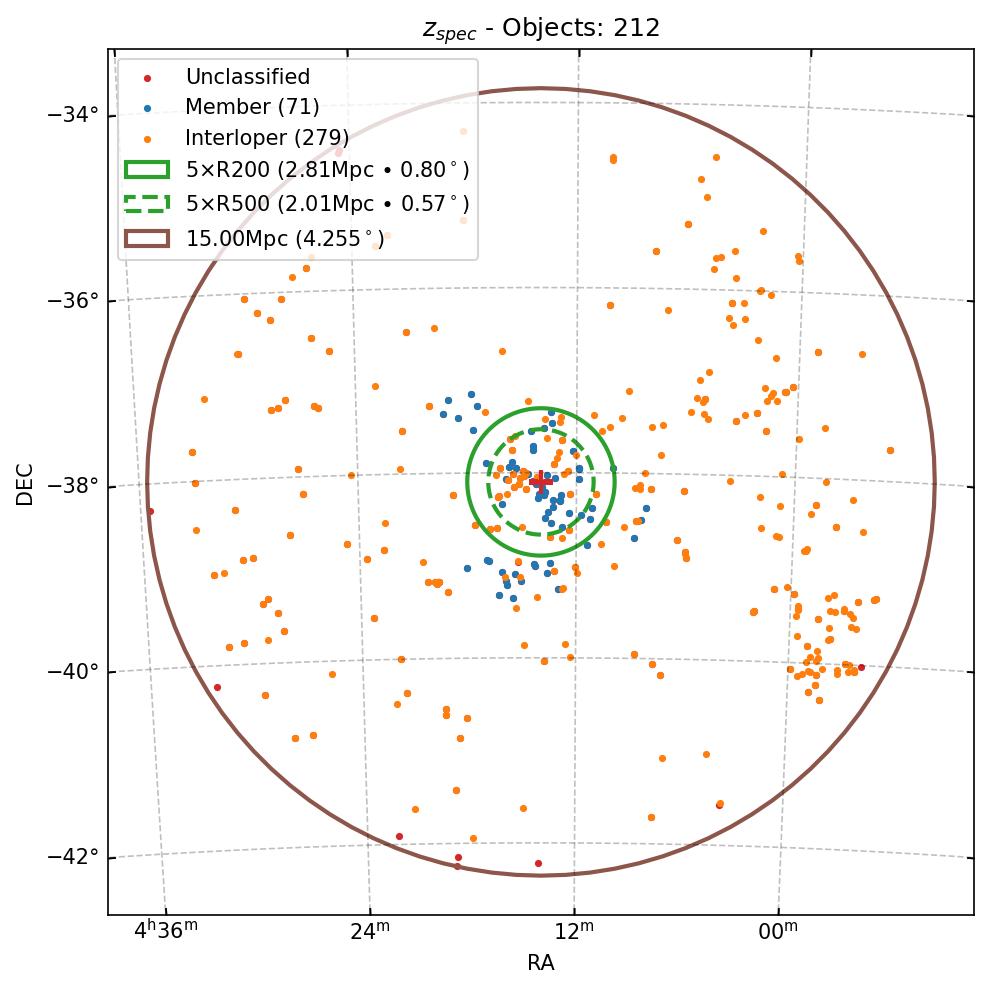 z_spec - Objects: 212
Unclassified
Member (71)
Interloper (279)
5×R200 (2.81Mpc • 0.80°)
5×R500 (2.01Mpc • 0.57°)
15.00Mpc (4.255°)
−34°
−36°
−38°
−40°
−42°
DEC
4ʰ36ᵐ 24ᵐ 12ᵐ 00ᵐ
RA